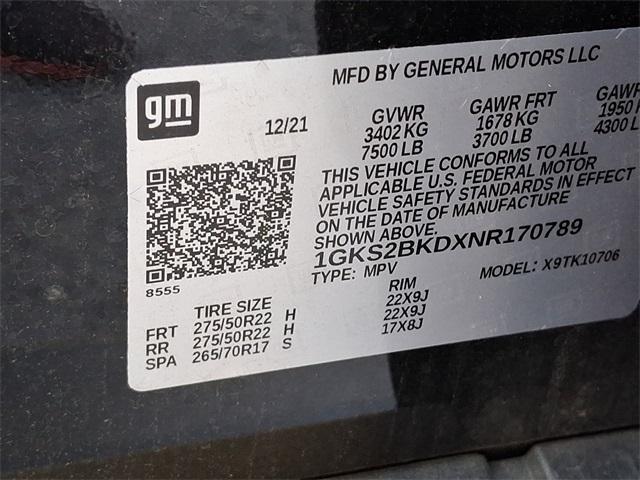 MFD BY GENERAL MOTORS LLC
gm
12/21
GVWR GAWR FRT GAWR
3402 KG 1678 KG 1950
7500 LB 3700 LB 4300 L
THIS VEHICLE CONFORMS TO ALL
APPLICABLE U.S. FEDERAL MOTOR
VEHICLE SAFETY STANDARDS IN EFFECT
ON THE DATE OF MANUFACTURE
SHOWN ABOVE.
1GKS2BKDXNR170789
TYPE: MPV MODEL: X9TK10706
8555
TIRE SIZE RIM
FRT 275/50R22 H 22X9J
RR 275/50R22 H 22X9J
SPA 265/70R17 S 17X8J